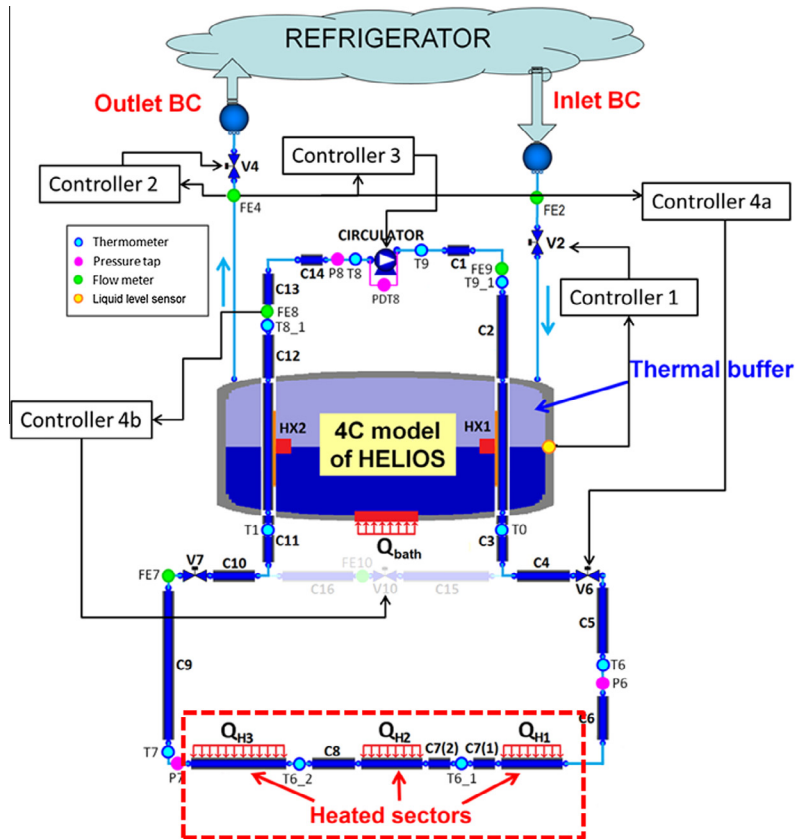 REFRIGERATOR
Outlet BC
Inlet BC
V4
Controller 3
Controller 2
Controller 4a
FE4
FE2
CIRCULATOR
V2
Thermometer
Pressure tap
Flow meter
Liquid level sensor
C14
P8
T8
T9
C1
PDT8
FE9
T9_1
Controller 1
C13
FE8
T8_1
C2
C12
Thermal buffer
Controller 4b
HX2
4C model
of HELIOS
HX1
T1
C11
Qbath
C3
T0
V7
FE7
C10
C16
FE10
V10
C15
C4
V6
C5
C9
T6
P6
C6
T7
P7
QH3
QH2
QH1
C8
C7(2)
C7(1)
T6_2
T6_1
Heated sectors